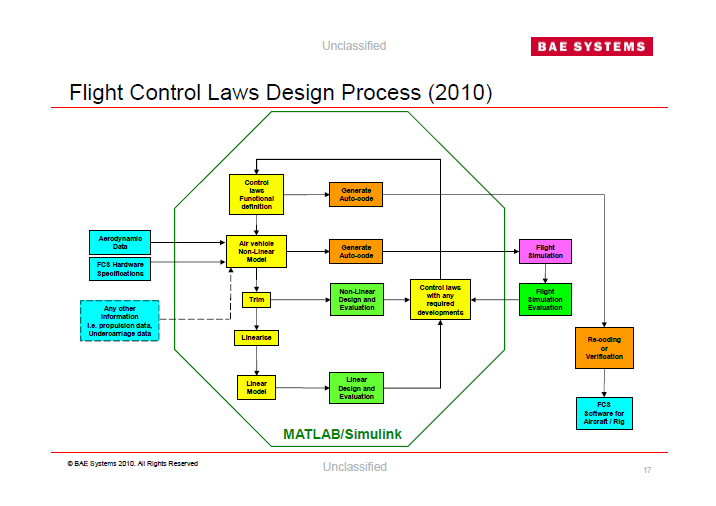 Unclassified
BAE SYSTEMS
Flight Control Laws Design Process (2010)
Control
laws
Functional
definition
Generate
Auto-code
Aerodynamic
Data
FCS Hardware
Specifications
Air vehicle
Non-Linear
Model
Generate
Auto-code
Flight
Simulation
Any other
information
i.e. propulsion data,
Undercarriage data
Trim
Non-Linear
Design and
Evaluation
Control laws
with any
required
developments
Flight
Simulation
Evaluation
Linearise
Re-coding
or
Verification
Linear
Model
Linear
Design and
Evaluation
FCS
Software for
Aircraft / Rig
MATLAB/Simulink
© BAE Systems 2010. All Rights Reserved
Unclassified
17